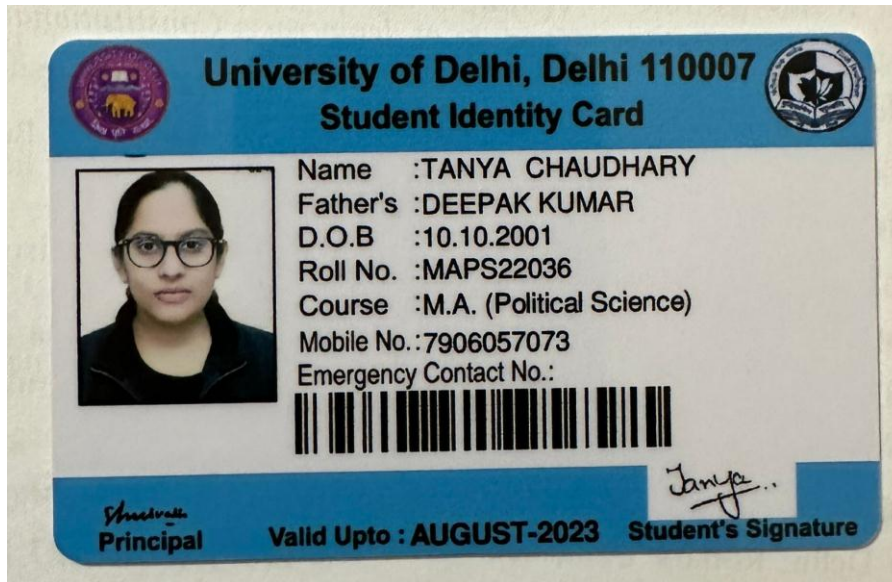 University of Delhi, Delhi 110007
Student Identity Card
Name :TANYA CHAUDHARY
Father's :DEEPAK KUMAR
D.O.B :10.10.2001
Roll No. :MAPS22036
Course :M.A. (Political Science)
Mobile No.:7906057073
Emergency Contact No.:
Tanya
Principal
Valid Upto : AUGUST-2023
Student's Signature